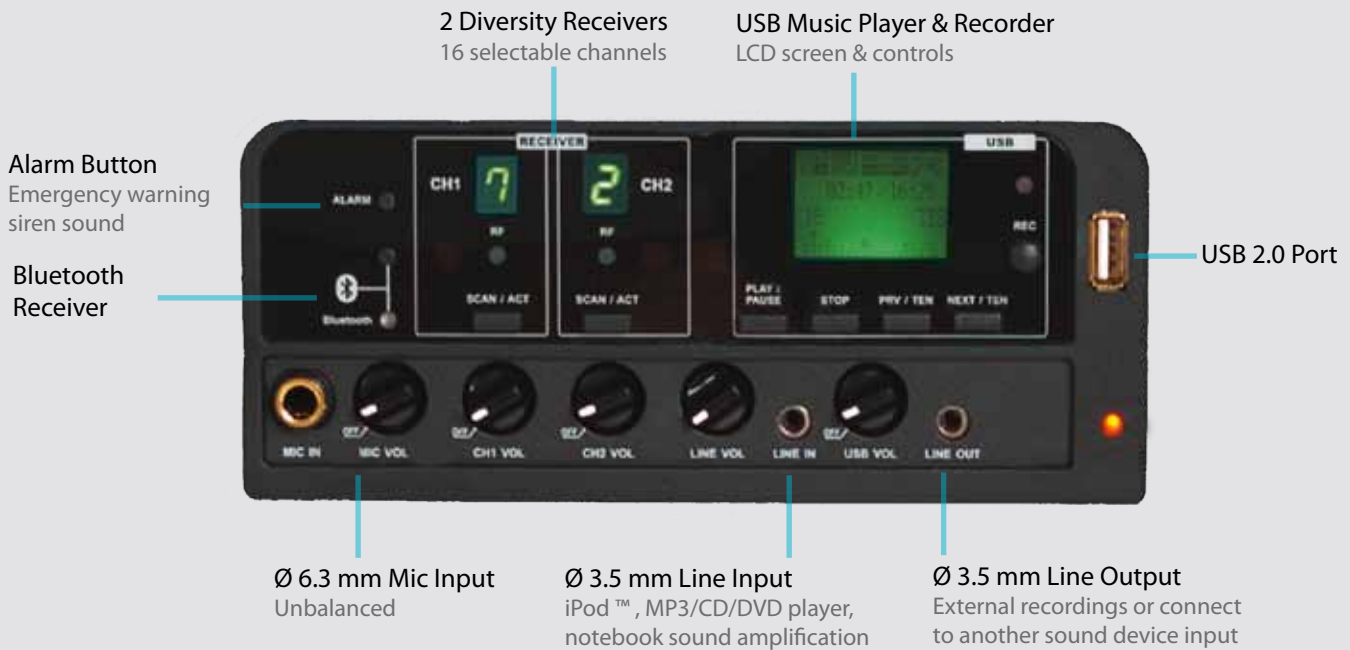 2 Diversity Receivers
16 selectable channels
USB Music Player & Recorder
LCD screen & controls
Alarm Button
Emergency warning
siren sound
Bluetooth
Receiver
USB 2.0 Port
RECEIVER
USB
ALARM
CH1
7
2
CH2
RF
RF
REC
Bluetooth
SCAN / ACT
SCAN / ACT
PLAY /
PAUSE
STOP
PRV / TEN
NEXT / TEN
OFF
OFF
OFF
OFF
MIC IN
MIC VOL
CH1 VOL
CH2 VOL
LINE VOL
LINE IN
USB VOL
LINE OUT
Ø 6.3 mm Mic Input
Unbalanced
Ø 3.5 mm Line Input
iPod ™ , MP3/CD/DVD player,
notebook sound amplification
Ø 3.5 mm Line Output
External recordings or connect
to another sound device input